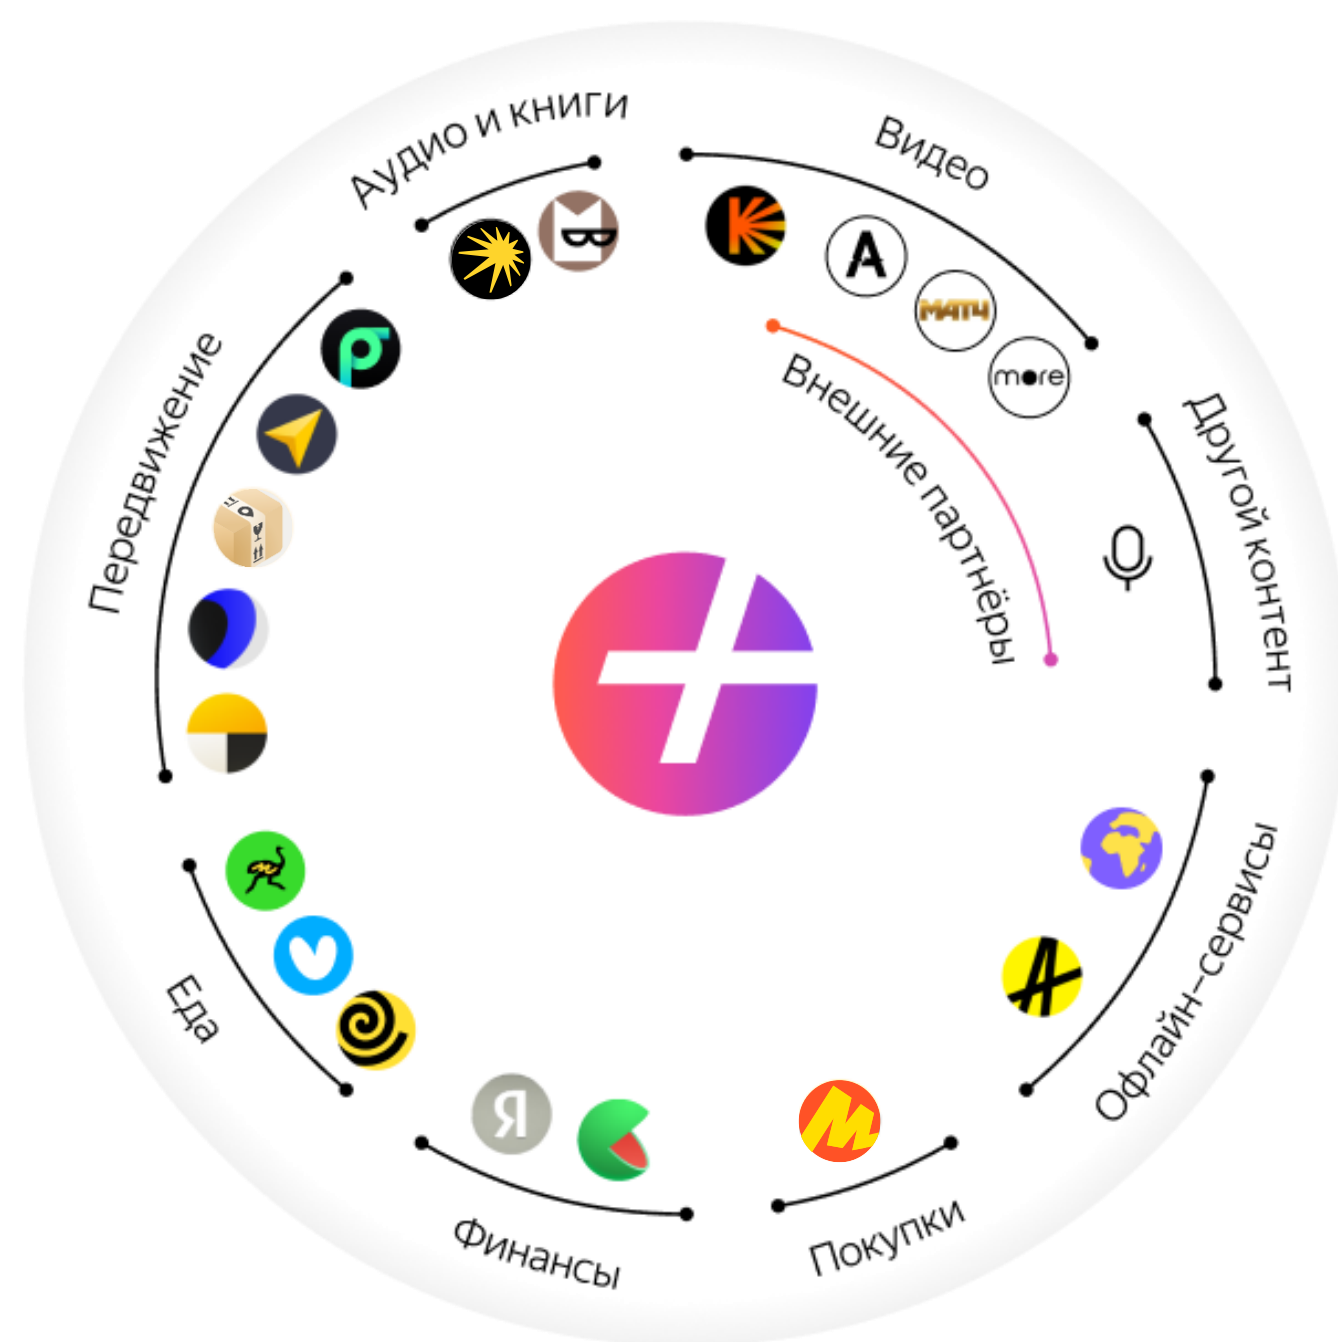 Аудио и книги
Видео
Другой контент
Внешние партнёры
Передвижение
Еда
Финансы
Покупки
Офлайн-сервисы
A
МАТЧ
more
Я